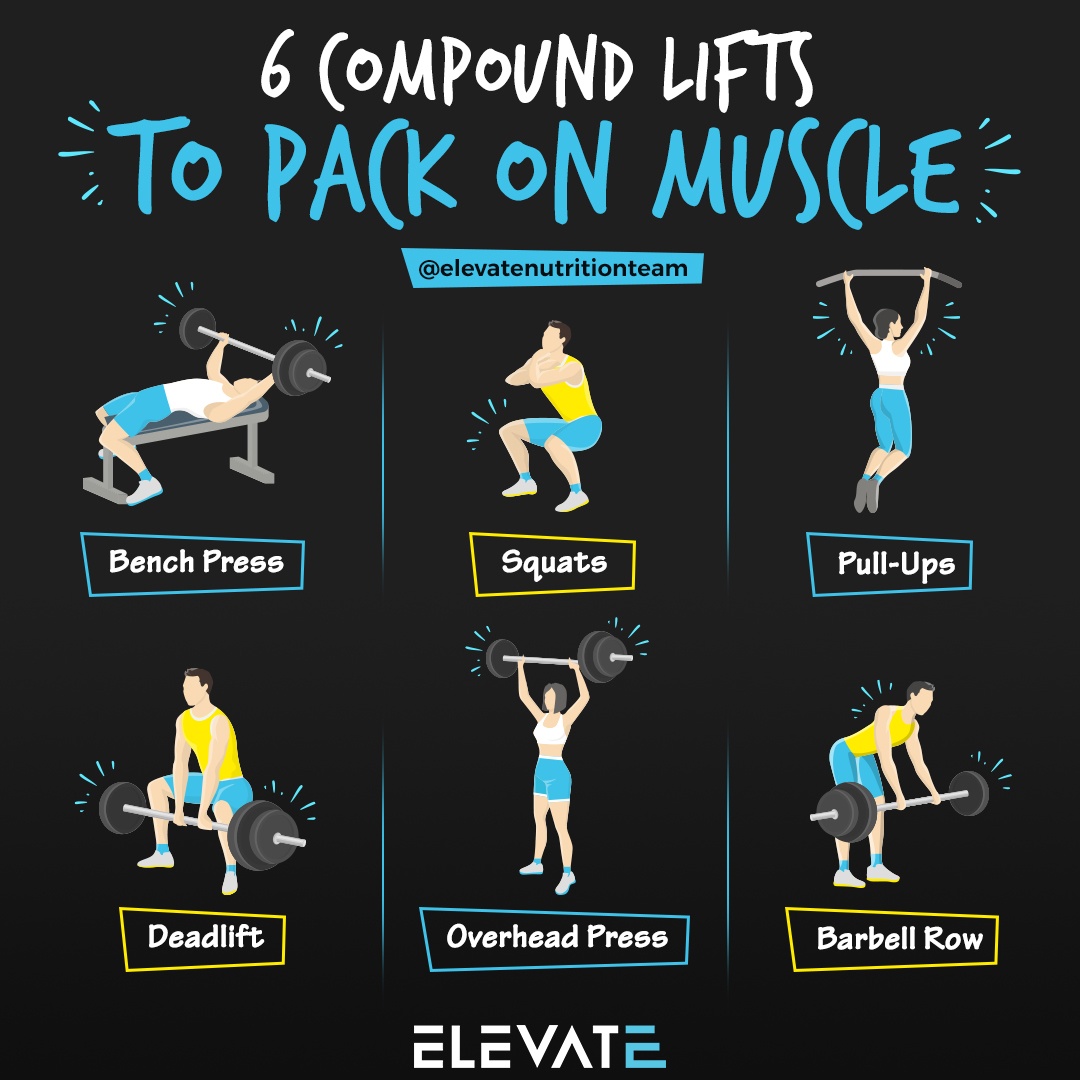 6 COMPOUND LIFTS
TO PACK ON MUSCLE
@elevatenutritionteam
Bench Press
Squats
Pull-Ups
Deadlift
Overhead Press
Barbell Row
ELEVATE